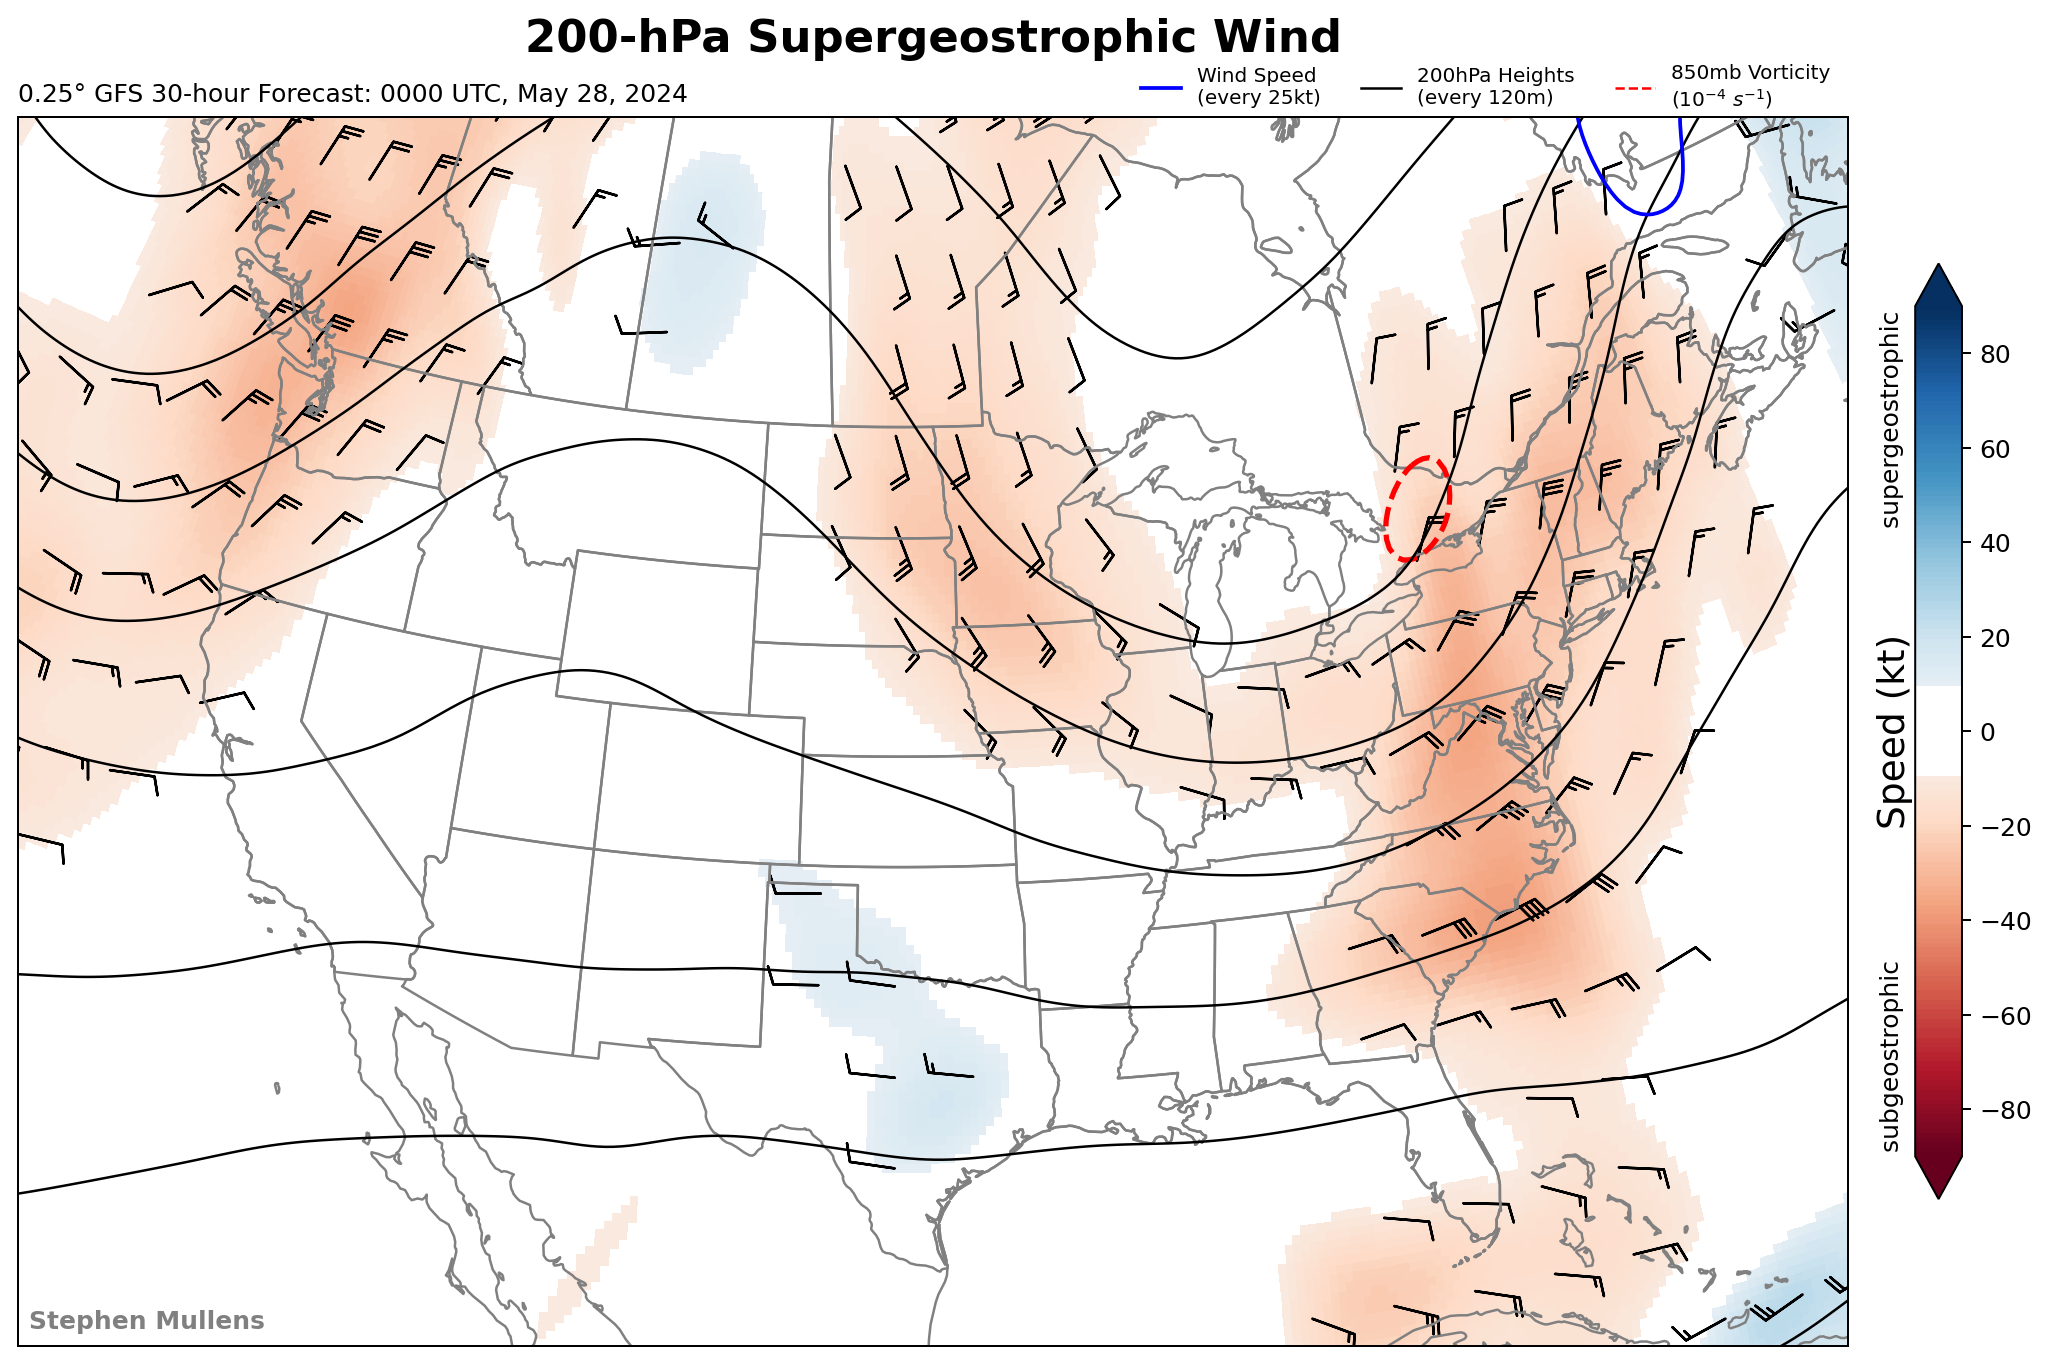 200-hPa Supergeostrophic Wind
0.25° GFS 30-hour Forecast: 0000 UTC, May 28, 2024
Wind Speed
(every 25kt)
200hPa Heights
(every 120m)
850mb Vorticity
(10⁻⁴ s⁻¹)
supergeostrophic
Speed (kt)
subgeostrophic
80
60
40
20
0
−20
−40
−60
−80
Stephen Mullens